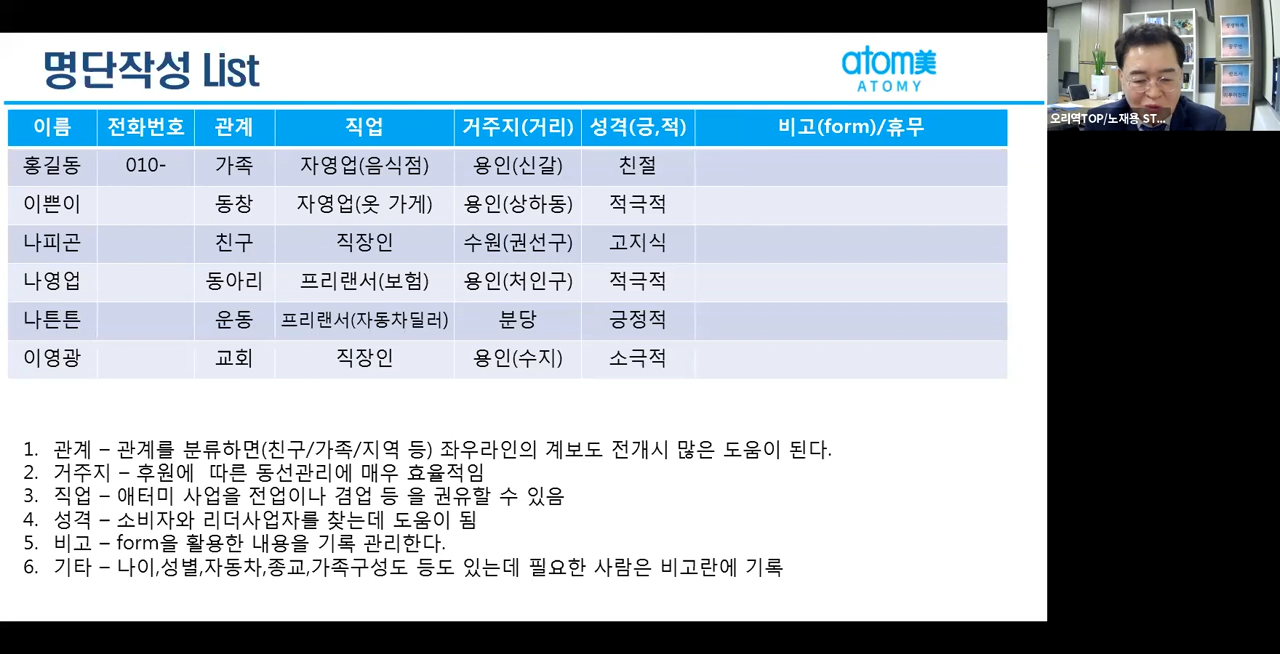 명단작성 List
atom美
ATOMY
이름 전화번호 관계 직업 거주지(거리) 성격(긍,적) 비고(form)/휴무
홍길동 010- 가족 자영업(음식점) 용인(신갈) 친절
이쁜이 동창 자영업(옷 가게) 용인(상하동) 적극적
나피곤 친구 직장인 수원(권선구) 고지식
나영업 동아리 프리랜서(보험) 용인(처인구) 적극적
나튼튼 운동 프리랜서(자동차딜러) 분당 긍정적
이영광 교회 직장인 용인(수지) 소극적
1. 관계 – 관계를 분류하면(친구/가족/지역 등) 좌우라인의 계보도 전개시 많은 도움이 된다.
2. 거주지 – 후원에 따른 동선관리에 매우 효율적임
3. 직업 – 애터미 사업을 전업이나 겸업 등 을 권유할 수 있음
4. 성격 – 소비자와 리더사업자를 찾는데 도움이 됨
5. 비고 – form을 활용한 내용을 기록 관리한다.
6. 기타 – 나이,성별,자동차,종교,가족구성도 등도 있는데 필요한 사람은 비고란에 기록
오리역TOP/노재용 ST...